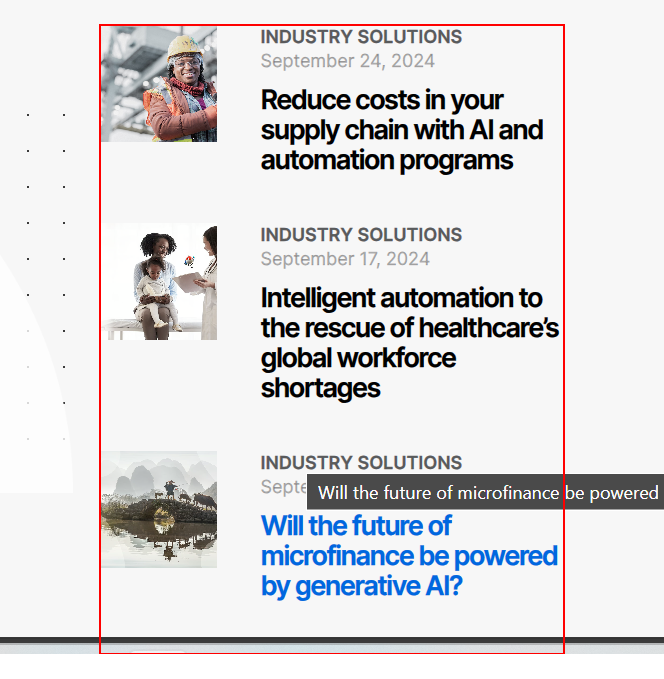 INDUSTRY SOLUTIONS
September 24, 2024
Reduce costs in your
supply chain with AI and
automation programs
INDUSTRY SOLUTIONS
September 17, 2024
Intelligent automation to
the rescue of healthcare's
global workforce
shortages
INDUSTRY SOLUTIONS
Septe
Will the future of microfinance be powered
Will the future of
microfinance be powered
by generative AI?